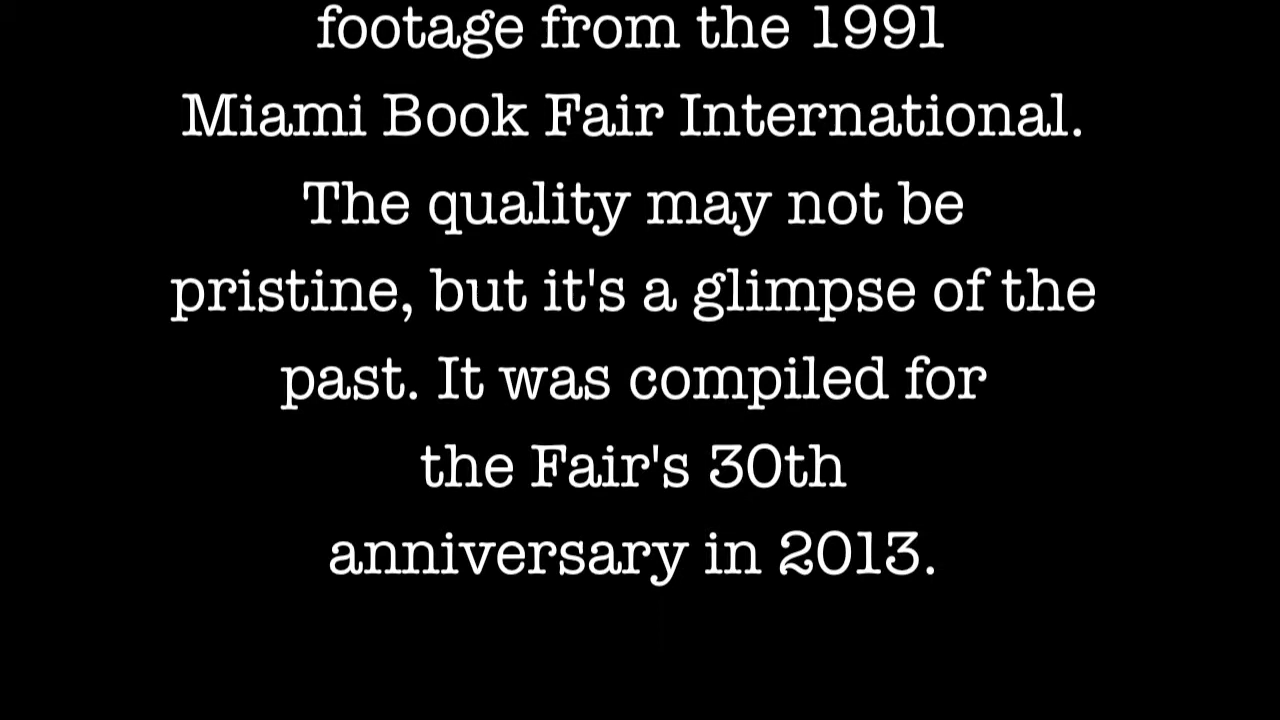 footage from the 1991
Miami Book Fair International.
The quality may not be
pristine, but it's a glimpse of the
past. It was compiled for
the Fair's 30th
anniversary in 2013.